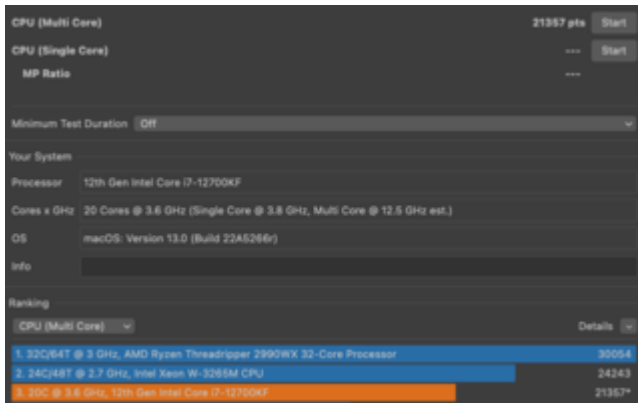 CPU (Multi Core) 21357 pts Start
CPU (Single Core) --- Start
MP Ratio ---
Minimum Test Duration Off
Your System
Processor 12th Gen Intel Core i7-12700KF
Cores x GHz 20 Cores @ 3.6 GHz (Single Core @ 3.8 GHz, Multi Core @ 12.5 GHz est.)
OS macOS: Version 13.0 (Build 22A5266r)
Info
Ranking
CPU (Multi Core) Details
1. 32C/64T @ 3 GHz, AMD Ryzen Threadripper 2990WX 32-Core Processor 30054
2. 24C/48T @ 2.7 GHz, Intel Xeon W-3265M CPU 24243
3. 20C @ 3.6 GHz, 12th Gen Intel Core i7-12700KF 21357*